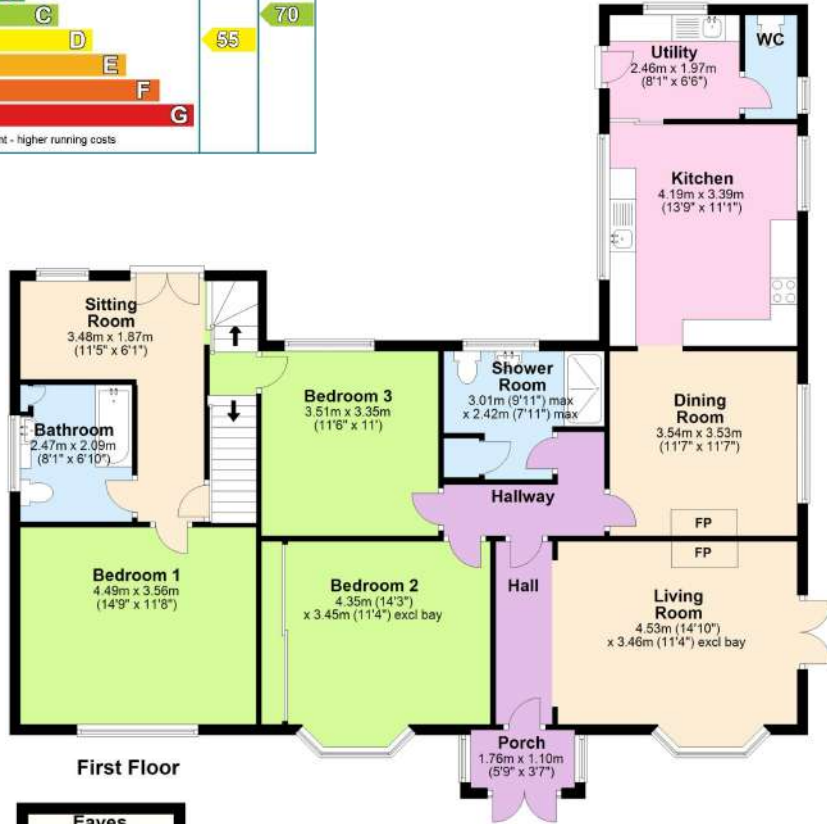 C
70
D
55
E
F
G
nt - higher running costs
Utility
2.46m x 1.97m
(8'1" x 6'6")
WC
Kitchen
4.19m x 3.39m
(13'9" x 11'1")
Sitting
Room
3.48m x 1.87m
(11'5" x 6'1")
Bathroom
2.47m x 2.09m
(8'1" x 6'10")
Bedroom 3
3.51m x 3.35m
(11'6" x 11')
Shower
Room
3.01m (9'11") max
x 2.42m (7'11") max
Dining
Room
3.54m x 3.53m
(11'7" x 11'7")
Hallway
FP
FP
Bedroom 1
4.49m x 3.56m
(14'9" x 11'8")
Bedroom 2
4.35m (14'3")
x 3.45m (11'4") excl bay
Hall
Living
Room
4.53m (14'10")
x 3.46m (11'4") excl bay
Porch
1.76m x 1.10m
(5'9" x 3'7")
First Floor
Eaves